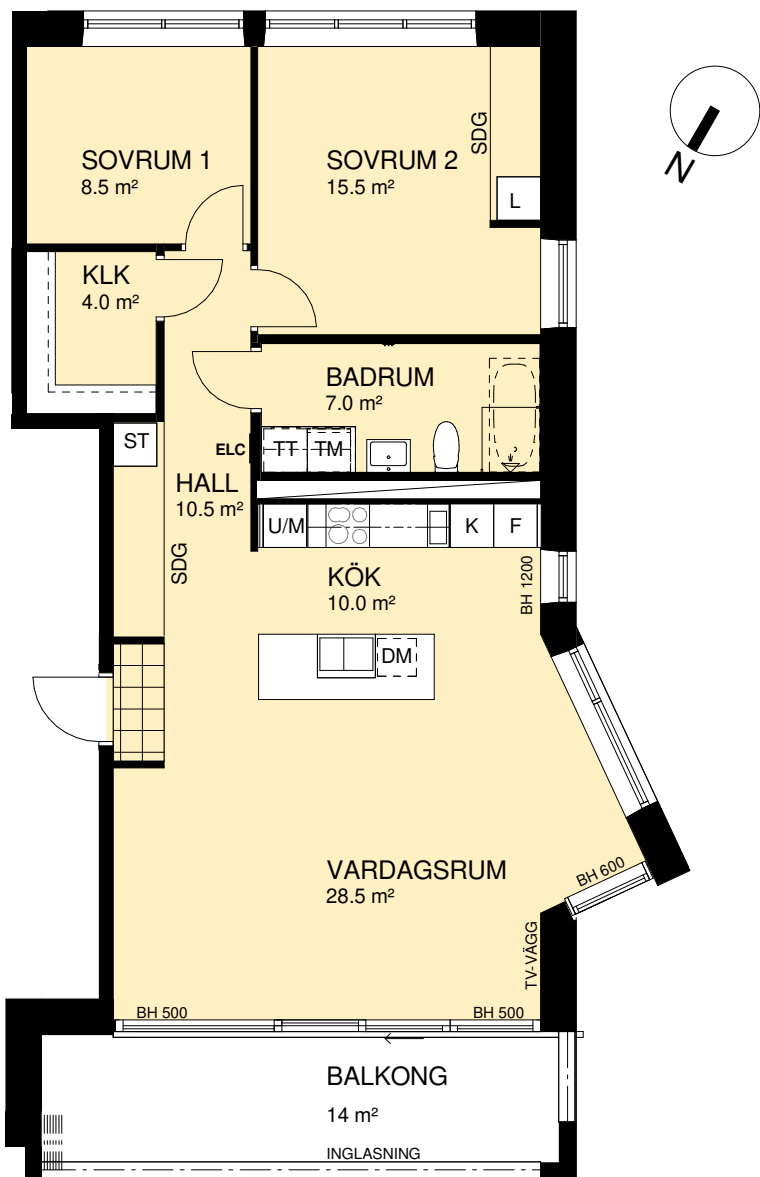 SOVRUM 1
8.5 m²
SOVRUM 2
15.5 m²
SDG
L
N
KLK
4.0 m²
BADRUM
7.0 m²
ST
ELC
TT
TM
HALL
10.5 m²
SDG
U/M
K
F
KÖK
10.0 m²
BH 1200
DM
VARDAGSRUM
28.5 m²
BH 600
TV-VÄGG
BH 500
BH 500
BALKONG
14 m²
INGLASNING